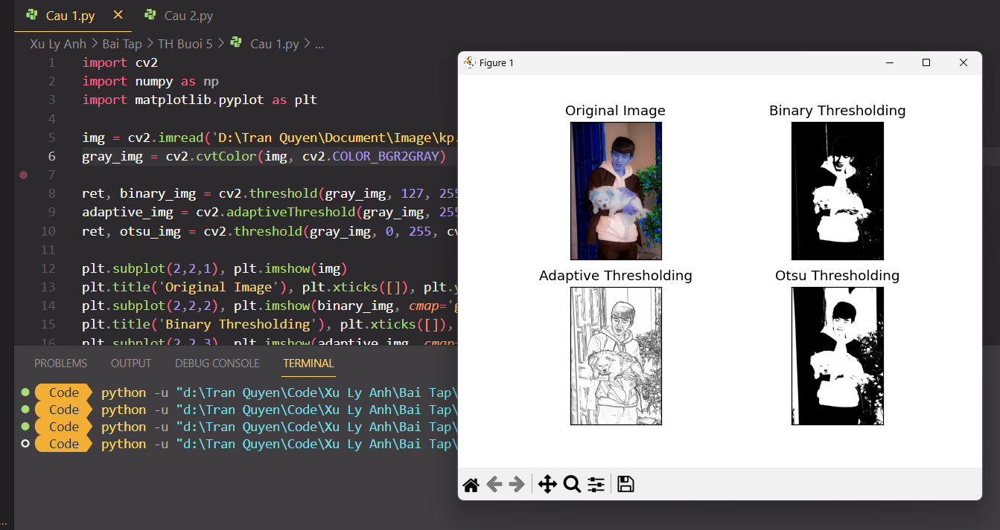 Cau 1.py
Cau 2.py
Xu Ly Anh > Bai Tap > TH Buoi 5 > Cau 1.py > ...
1 import cv2
2 import numpy as np
3 import matplotlib.pyplot as plt
4
5 img = cv2.imread('D:\Tran Quyen\Document\Image\kp.
6 gray_img = cv2.cvtColor(img, cv2.COLOR_BGR2GRAY)
7
8 ret, binary_img = cv2.threshold(gray_img, 127, 255
9 adaptive_img = cv2.adaptiveThreshold(gray_img, 255
10 ret, otsu_img = cv2.threshold(gray_img, 0, 255, cv
11
12 plt.subplot(2,2,1), plt.imshow(img)
13 plt.title('Original Image'), plt.xticks([]), plt.y
14 plt.subplot(2,2,2), plt.imshow(binary_img, cmap='g
15 plt.title('Binary Thresholding'), plt.xticks([]),
16 plt.subplot(2,2,3), plt.imshow(adaptive_img, cmap=
PROBLEMS
OUTPUT
DEBUG CONSOLE
TERMINAL
Code python -u "d:\Tran Quyen\Code\Xu Ly Anh\Bai Tap\
Code python -u "d:\Tran Quyen\Code\Xu Ly Anh\Bai Tap\
Code python -u "d:\Tran Quyen\Code\Xu Ly Anh\Bai Tap\
Code python -u "d:\Tran Quyen\Code\Xu Ly Anh\Bai Tap\
...
Figure 1
Original Image
Binary Thresholding
Adaptive Thresholding
Otsu Thresholding